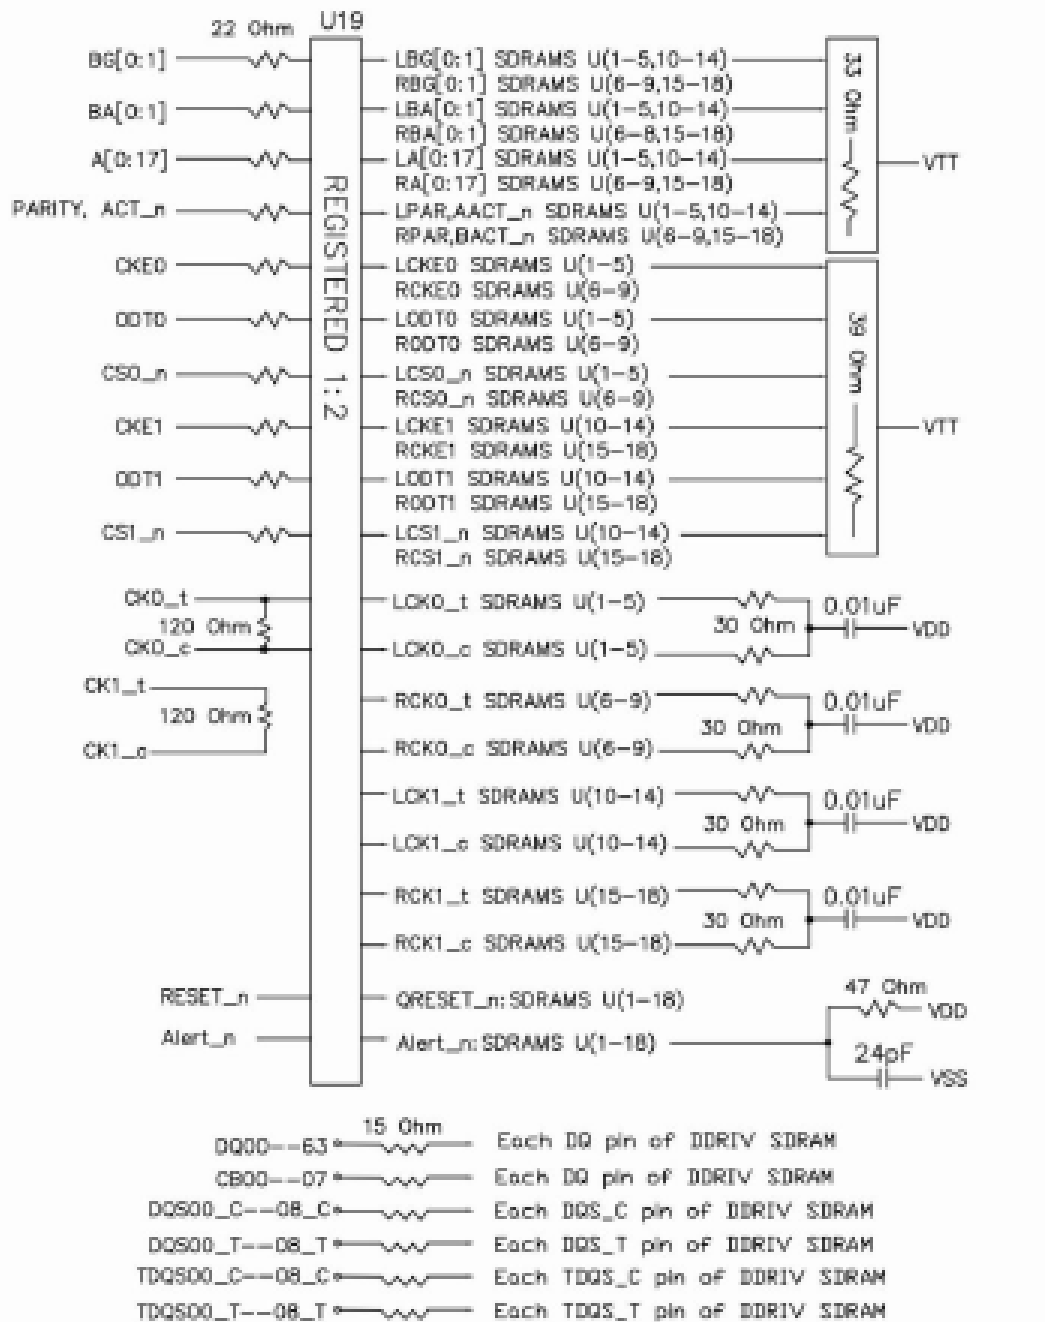 22 Ohm U19
BG[0:1] LBG[0:1] SDRAMS U(1-5,10-14)
RBG[0:1] SDRAMS U(6-9,15-18)
BA[0:1] LBA[0:1] SDRAMS U(1-5,10-14)
RBA[0:1] SDRAMS U(6-8,15-18)
A[0:17] LA[0:17] SDRAMS U(1-5,10-14)
RA[0:17] SDRAMS U(6-9,15-18)
33 Ohm
VTT
PARITY, ACT_n LPAR,AACT_n SDRAMS U(1-5,10-14)
RPAR,BACT_n SDRAMS U(6-9,15-18)
REGISTERED 1:2
CKE0 LCKE0 SDRAMS U(1-5)
RCKE0 SDRAMS U(6-9)
ODT0 LODT0 SDRAMS U(1-5)
RODT0 SDRAMS U(6-9)
39 Ohm
CS0_n LCS0_n SDRAMS U(1-5)
RCS0_n SDRAMS U(6-9)
CKE1 LCKE1 SDRAMS U(10-14)
VTT
RCKE1 SDRAMS U(15-18)
ODT1 LODT1 SDRAMS U(10-14)
RODT1 SDRAMS U(15-18)
CS1_n LCS1_n SDRAMS U(10-14)
RCS1_n SDRAMS U(15-18)
CK0_t LCK0_t SDRAMS U(1-5) 0.01uF
120 Ohm 30 Ohm VDD
CK0_c LCK0_c SDRAMS U(1-5)
CK1_t RCK0_t SDRAMS U(6-9) 0.01uF
120 Ohm 30 Ohm VDD
CK1_c RCK0_c SDRAMS U(6-9)
LCK1_t SDRAMS U(10-14) 0.01uF
30 Ohm VDD
LCK1_c SDRAMS U(10-14)
RCK1_t SDRAMS U(15-18) 0.01uF
30 Ohm VDD
RCK1_c SDRAMS U(15-18)
RESET_n QRESET_n:SDRAMS U(1-18)
47 Ohm
VDD
Alert_n Alert_n:SDRAMS U(1-18)
24pF
VSS
15 Ohm
DQ00--63 Each DQ pin of DDRIV SDRAM
CB00--07 Each DQ pin of DDRIV SDRAM
DQS00_C--08_C Each DQS_C pin of DDRIV SDRAM
DQS00_T--08_T Each DQS_T pin of DDRIV SDRAM
TDQS00_C--08_C Each TDQS_C pin of DDRIV SDRAM
TDQS00_T--08_T Each TDQS_T pin of DDRIV SDRAM